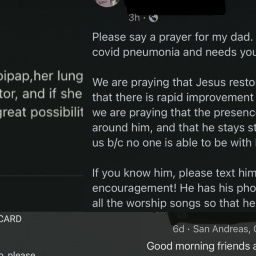 3h ·
Please say a prayer for my dad.
covid pneumonia and needs you
We are praying that Jesus resto
that there is rapid improvement
we are praying that the presenc
around him, and that he stays st
us b/c no one is able to be with
If you know him, please text him
encouragement! He has his pho
all the worship songs so that he
bipap,her lung
tor, and if she
great possibilit
CARD
6d · San Andreas, C
Good morning friends a